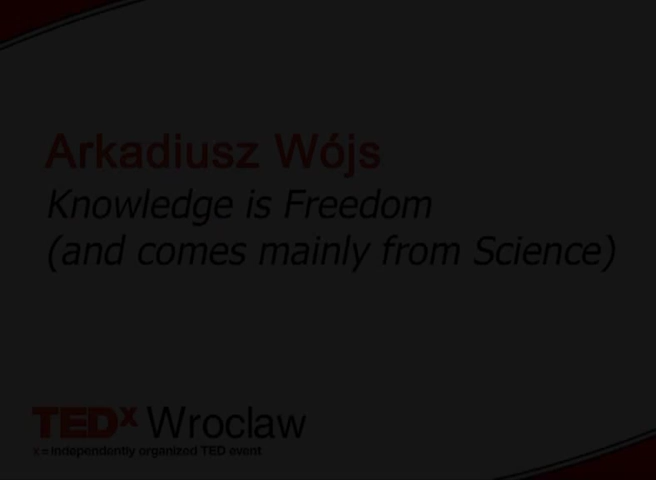 Arkadiusz Wójs
Knowledge is Freedom
(and comes mainly from Science)
TEDx Wroclaw
x = independently organized TED event